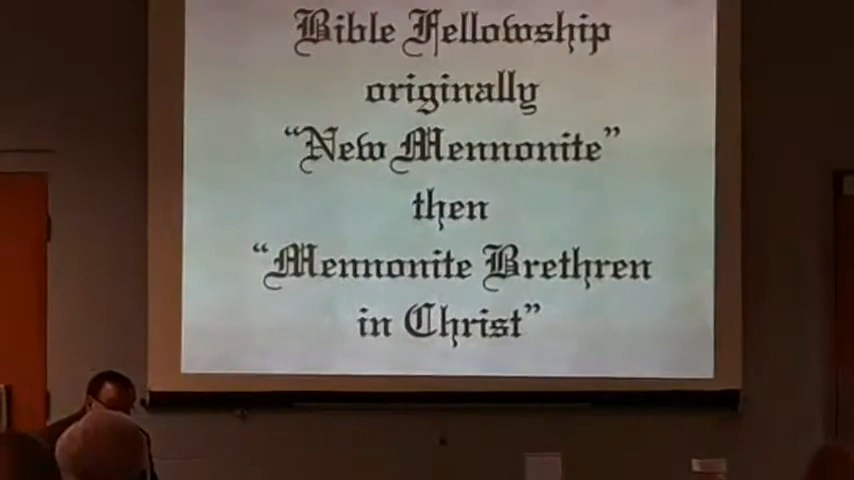 Bible Fellowship
originally
“New Mennonite”
then
“Mennonite Brethren
in Christ”